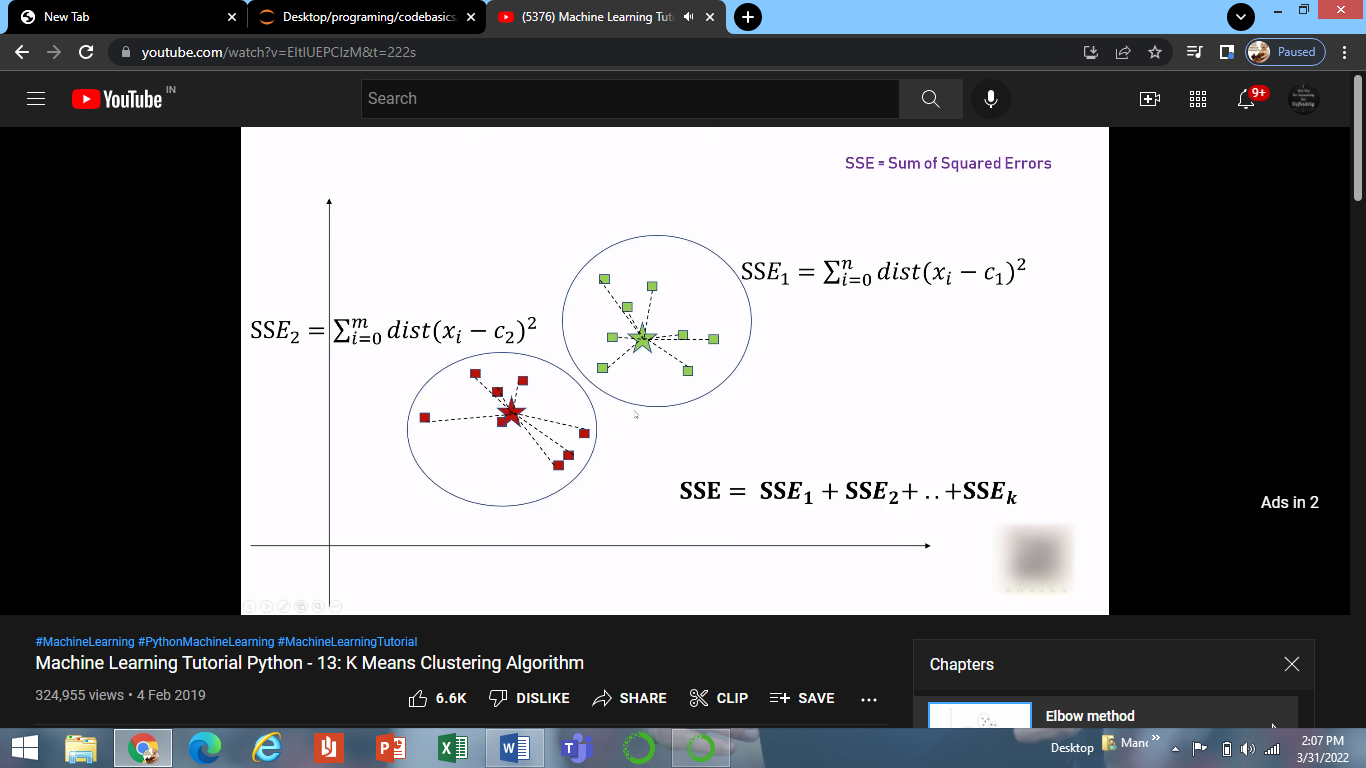 New Tab
Desktop/programing/codebasics
(5376) Machine Learning Tut
youtube.com/watch?v=EItlUEPCIzM&t=222s
Paused
YouTube IN
Search
9+
SSE = Sum of Squared Errors
SSE₁ = ∑ⁿᵢ₌₀ dist(xᵢ − c₁)²
SSE₂ = ∑ᵐᵢ₌₀ dist(xᵢ − c₂)²
SSE = SSE₁ + SSE₂+ ..+SSEₖ
Ads in 2
#MachineLearning #PythonMachineLearning #MachineLearningTutorial
Machine Learning Tutorial Python - 13: K Means Clustering Algorithm
324,955 views • 4 Feb 2019
6.6K DISLIKE SHARE CLIP SAVE ...
Chapters
Elbow method
Desktop
Manc
2:07 PM
3/31/2022